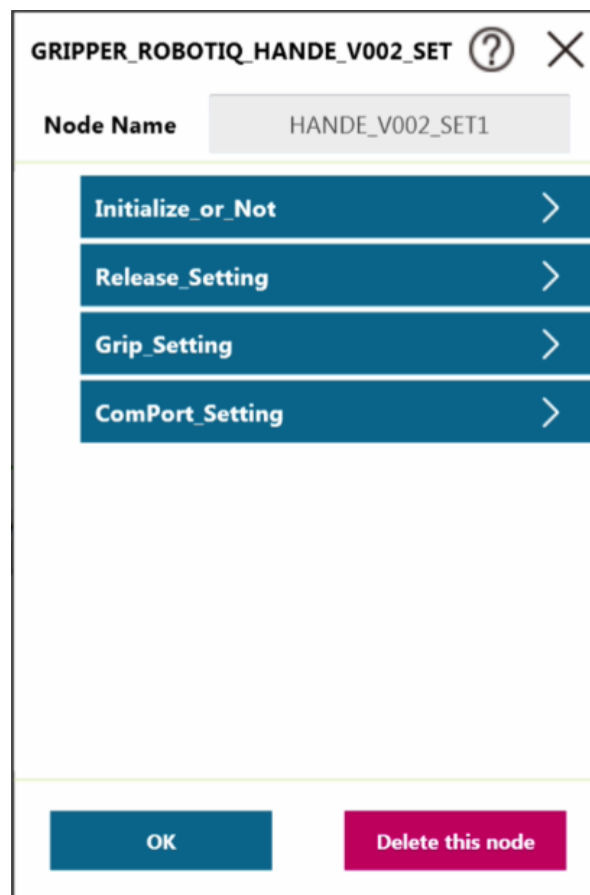 GRIPPER_ROBOTIQ_HANDE_V002_SET ?
Node Name HANDE_V002_SET1
Initialize_or_Not
Release_Setting
Grip_Setting
ComPort_Setting
OK Delete this node